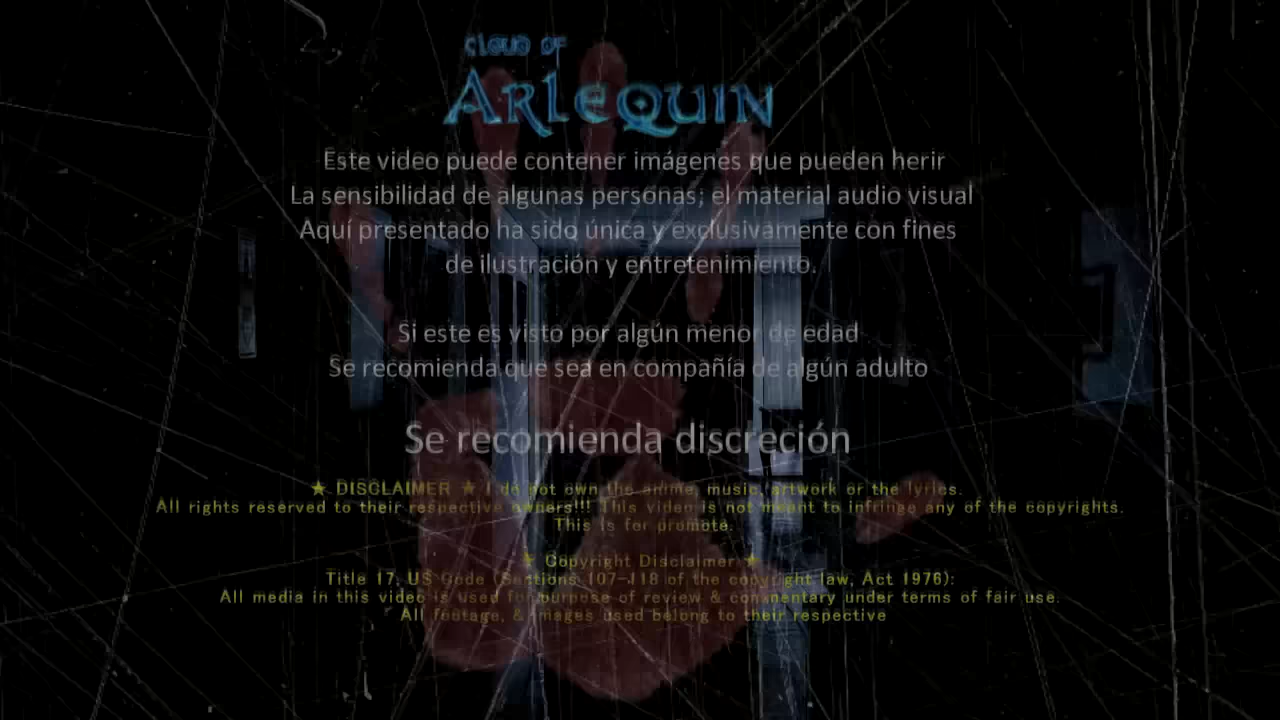 CLOUD OF
ARLEQUIN
Este video puede contener imágenes que pueden herir
La sensibilidad de algunas personas; el material audio visual
Aquí presentado ha sido única y exclusivamente con fines
de ilustración y entretenimiento.
Si este es visto por algún menor de edad
Se recomienda que sea en compañía de algún adulto
Se recomienda discreción
★ DISCLAIMER ★ I do not own the anime, music, artwork or the lyrics.
All rights reserved to their respective owners!!! This video is not meant to infringe any of the copyrights.
This is for promote.
★ Copyright Disclaimer ★
Title 17, US Code (Sections 107-118 of the copyright law, Act 1976):
All media in this video is used for purpose of review & commentary under terms of fair use.
All footage, & images used belong to their respective